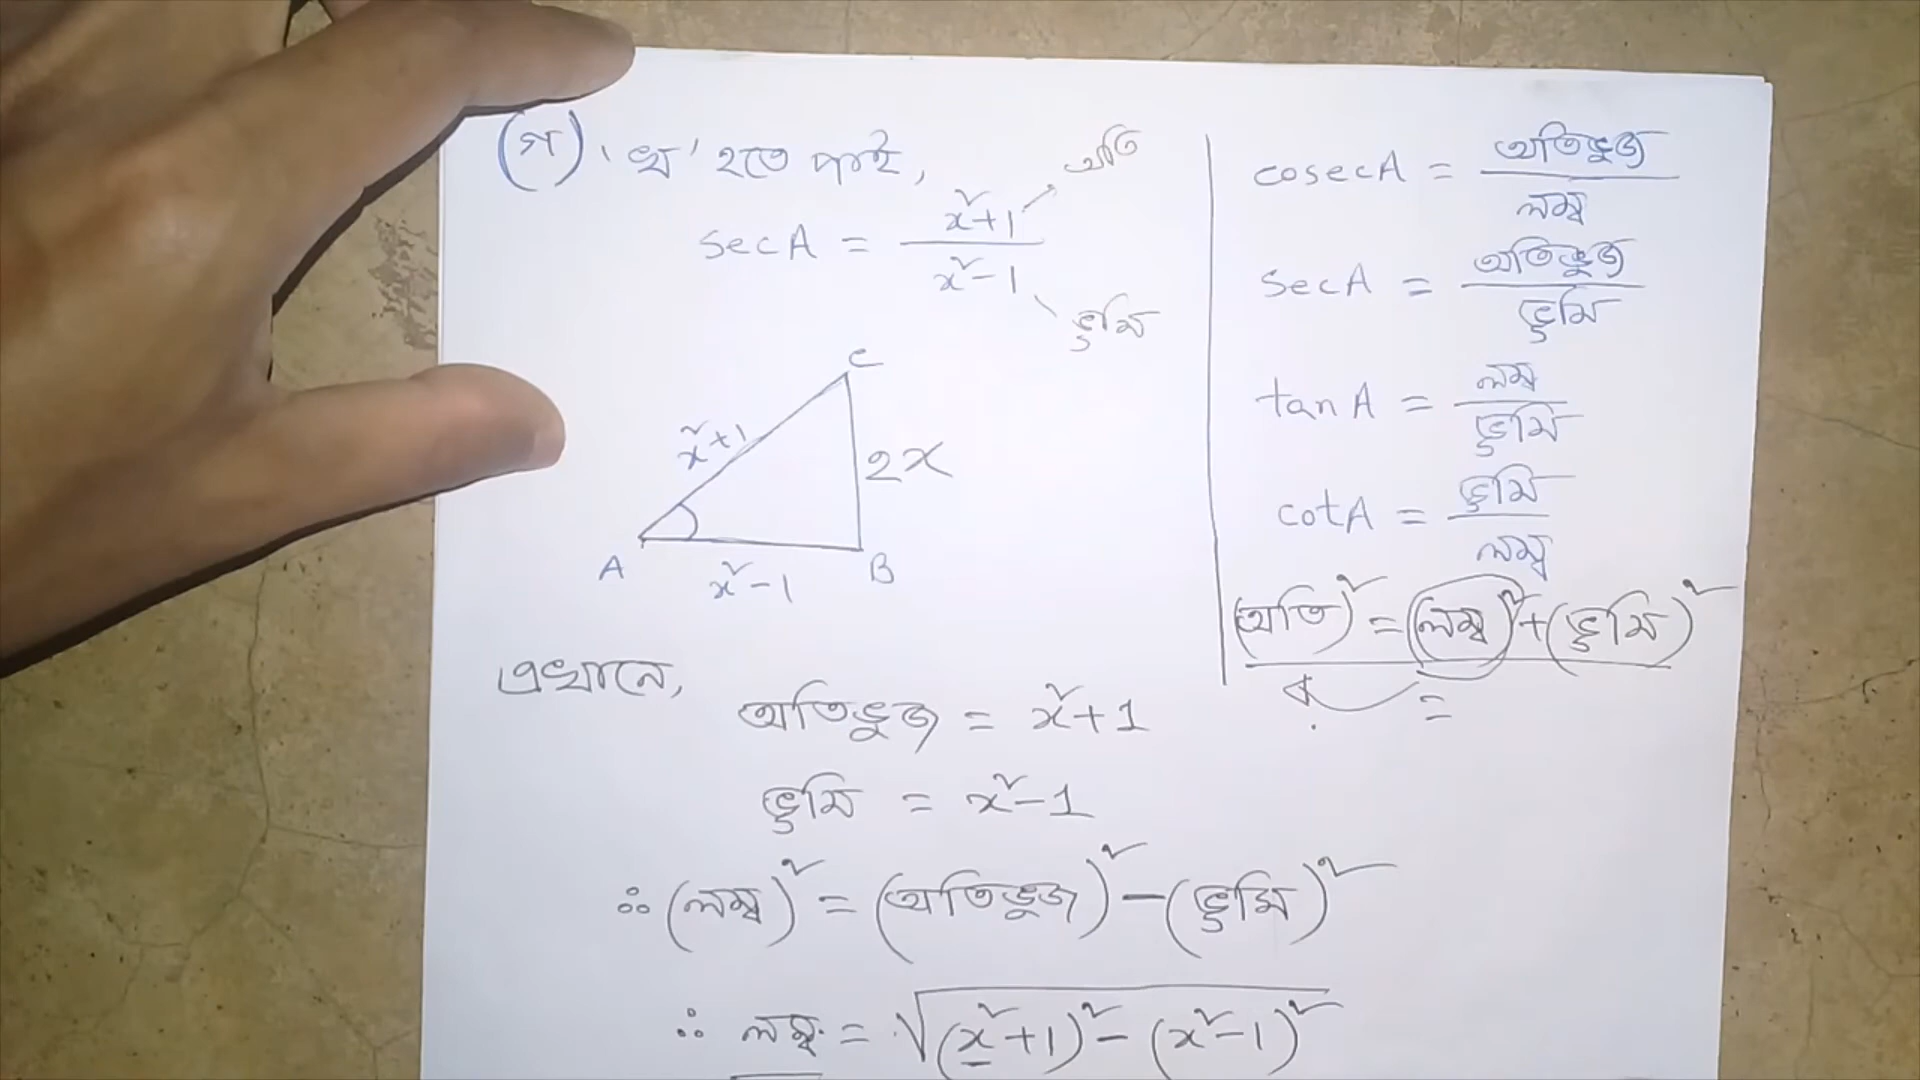 (গ) 'খ' হতে পাই,
অতি
secA = x²+1 / x²-1
ভূমি
C
x²+1
2x
A
x²-1
B
এখানে,
অতিভুজ = x²+1
ভূমি = x²-1
∴ (লম্ব)² = (অতিভুজ)² - (ভূমি)²
∴ লম্ব = √(x²+1)² - (x²-1)²
cosecA = অতিভুজ / লম্ব
secA = অতিভুজ / ভূমি
tanA = লম্ব / ভূমি
cotA = ভূমি / লম্ব
(অতি)² = (লম্ব)² + (ভূমি)²
=